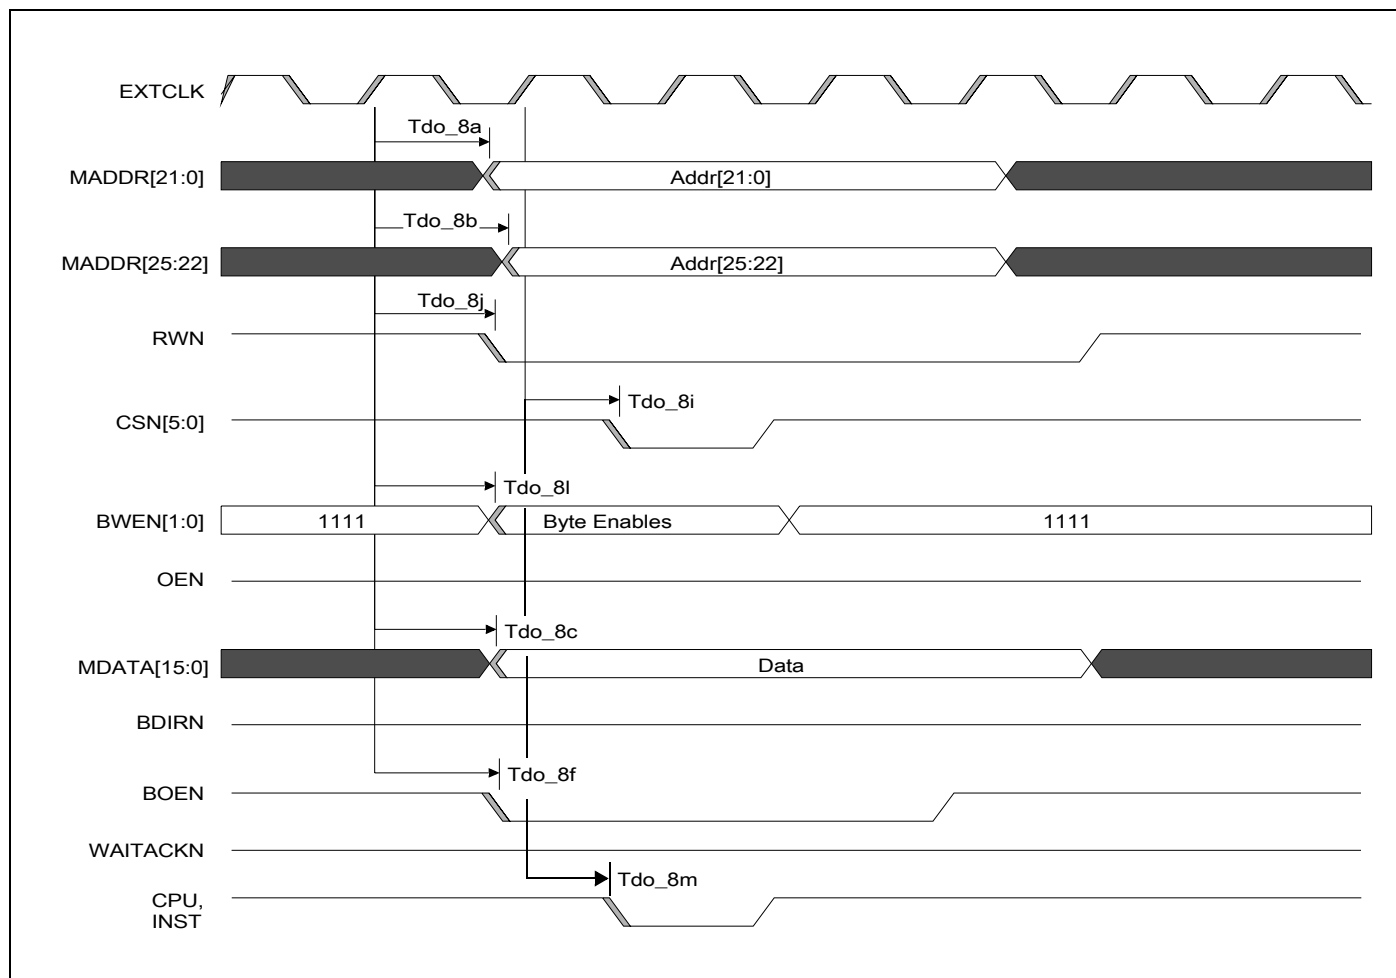 EXTCLK
Tdo_8a
MADDR[21:0]
Addr[21:0]
Tdo_8b
MADDR[25:22]
Addr[25:22]
Tdo_8j
RWN
Tdo_8i
CSN[5:0]
Tdo_8l
BWEN[1:0]
1111
Byte Enables
1111
OEN
Tdo_8c
MDATA[15:0]
Data
BDIRN
Tdo_8f
BOEN
WAITACKN
Tdo_8m
CPU,
INST